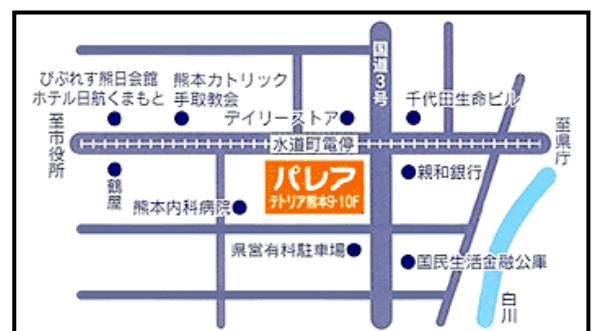 国道3号
びぷれす熊日会館
ホテル日航くまもと
熊本カトリック
手取教会
デイリーストア
千代田生命ビル
至市役所
水道町電停
至県庁
鶴屋
パレア
テトリア熊本9・10F
親和銀行
熊本内科病院
県営有料駐車場
国民生活金融公庫
白川